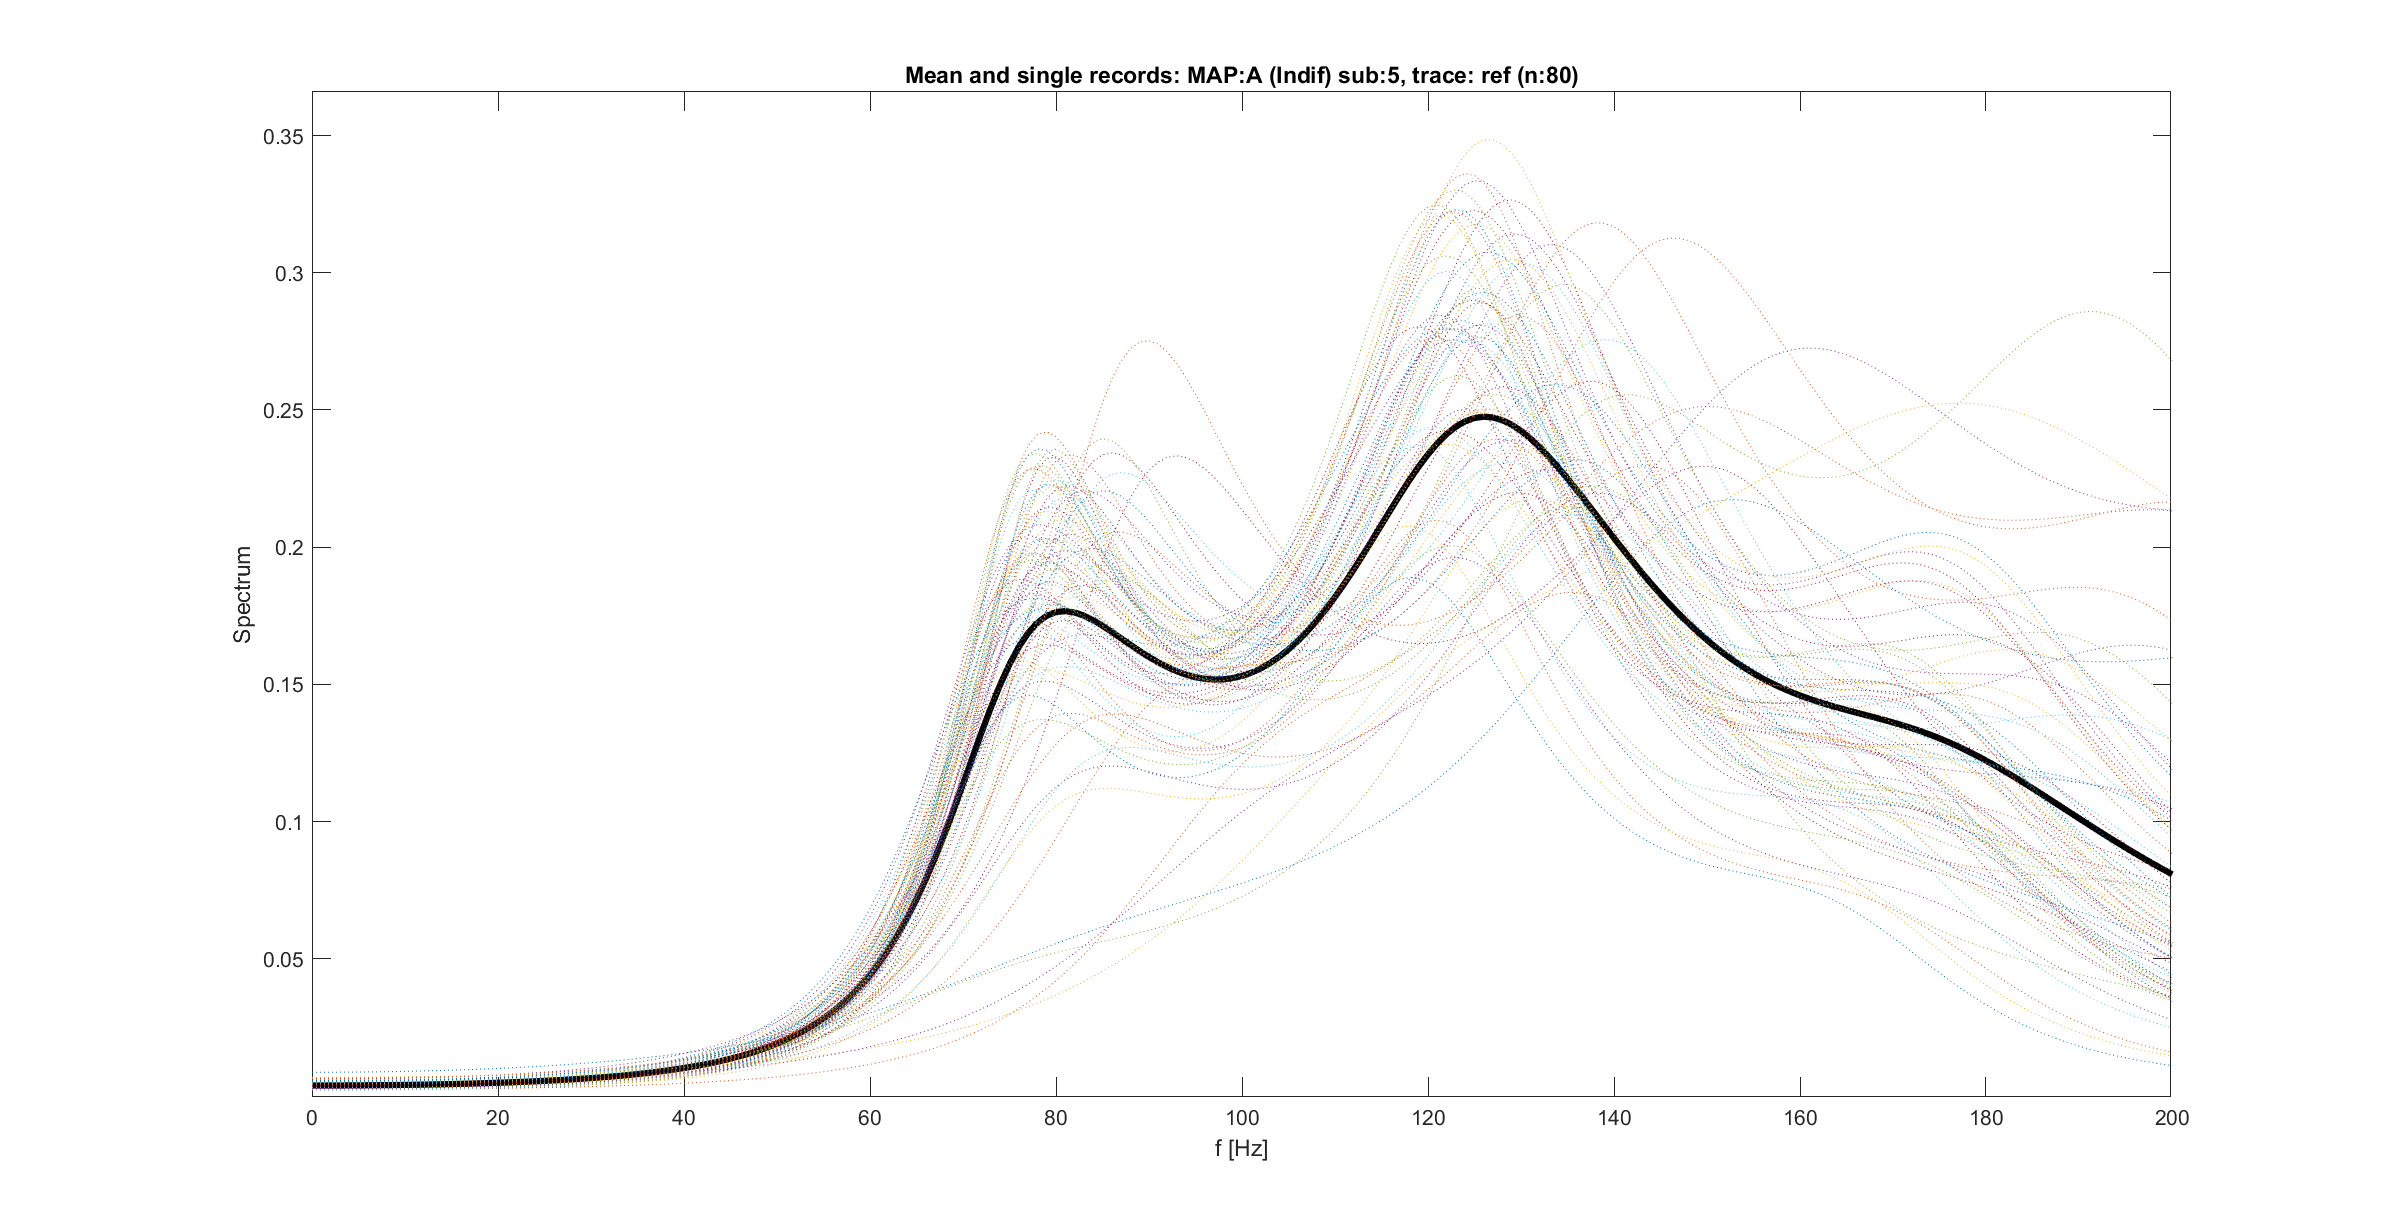 Mean and single records: MAP:A (Indif) sub:5, trace: ref (n:80)
0.35
0.3
0.25
0.2
0.15
0.1
0.05
Spectrum
0 20 40 60 80 100 120 140 160 180 200
f [Hz]